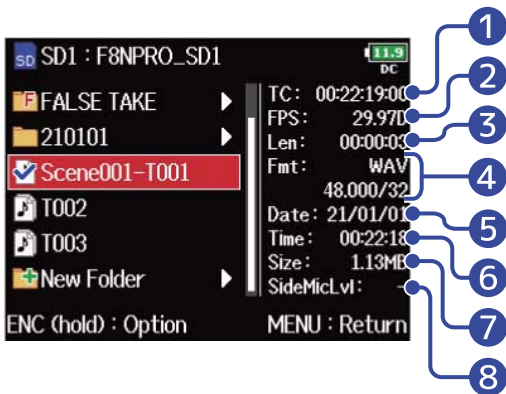 SD SD1 : F8NPRO_SD1
11.9
DC
F FALSE TAKE
210101
Scene001-T001
T002
T003
New Folder
ENC (hold) : Option
TC: 00:22:19:00
FPS: 29.97D
Len: 00:00:03
Fmt: WAV
48.000/32
Date: 21/01/01
Time: 00:22:18
Size: 1.13MB
SideMicLvl: -
MENU : Return
1
2
3
4
5
6
7
8